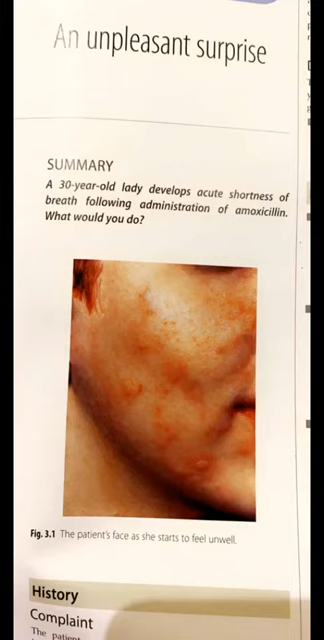 An unpleasant surprise
SUMMARY
A 30-year-old lady develops acute shortness of
breath following administration of amoxicillin.
What would you do?
Fig. 3.1 The patient's face as she starts to feel unwell.
History
Complaint
The patient